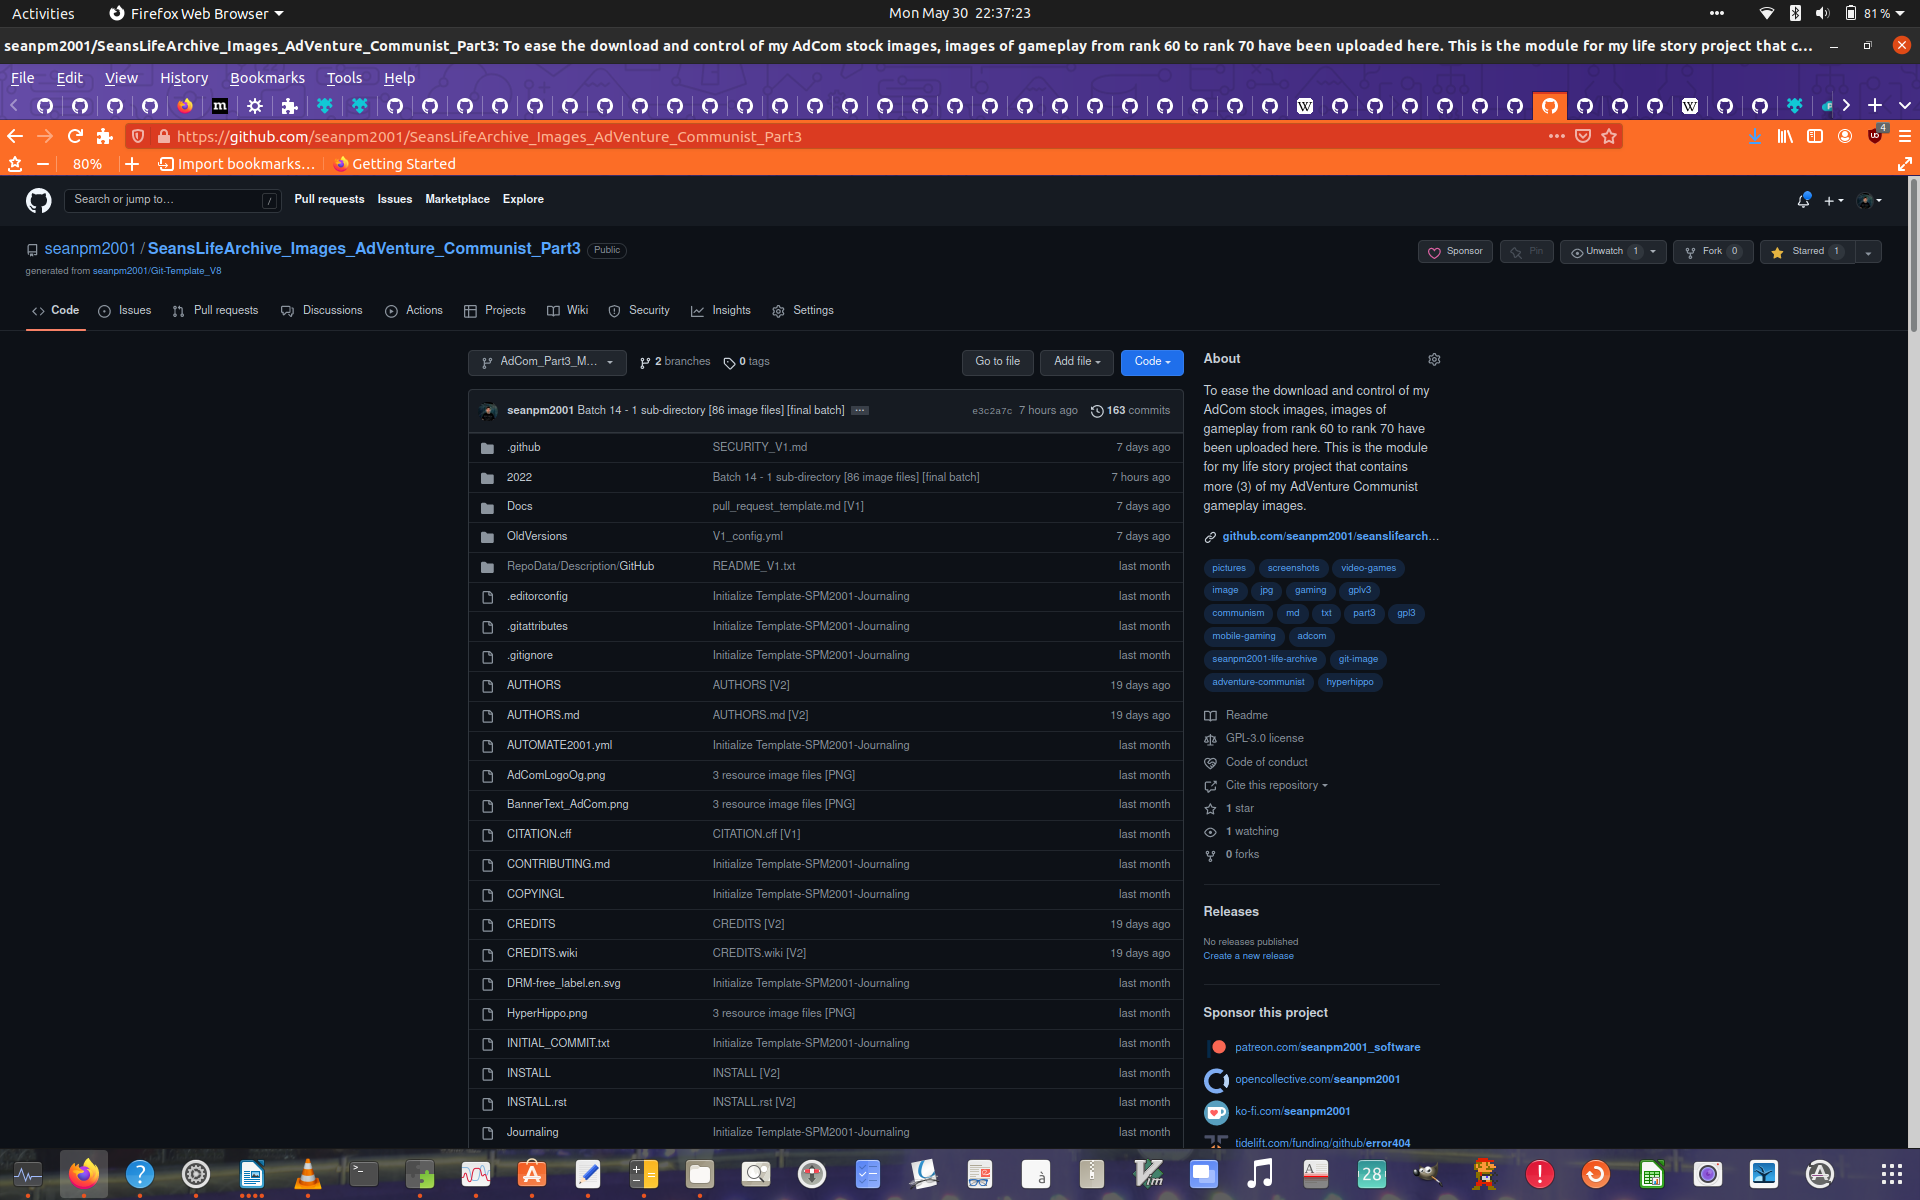 Activities Firefox Web Browser Mon May 30 22:37:23 81 %
seanpm2001/SeansLifeArchive_Images_AdVenture_Communist_Part3: To ease the download and control of my AdCom stock images, images of gameplay from rank 60 to rank 70 have been uploaded here. This is the module for my life story project that c…
File Edit View History Bookmarks Tools Help
https://github.com/seanpm2001/SeansLifeArchive_Images_AdVenture_Communist_Part3 4
80% Import bookmarks… Getting Started
Search or jump to… / Pull requests Issues Marketplace Explore
seanpm2001 / SeansLifeArchive_Images_AdVenture_Communist_Part3 Public Sponsor Pin Unwatch 1 Fork 0 Starred 1
generated from seanpm2001/Git-Template_V8
Code Issues Pull requests Discussions Actions Projects Wiki Security Insights Settings
AdCom_Part3_M… 2 branches 0 tags Go to file Add file Code
seanpm2001 Batch 14 - 1 sub-directory [86 image files] [final batch] … e3c2a7c 7 hours ago 163 commits
.github SECURITY_V1.md 7 days ago
2022 Batch 14 - 1 sub-directory [86 image files] [final batch] 7 hours ago
Docs pull_request_template.md [V1] 7 days ago
OldVersions V1_config.yml 7 days ago
RepoData/Description/GitHub README_V1.txt last month
.editorconfig Initialize Template-SPM2001-Journaling last month
.gitattributes Initialize Template-SPM2001-Journaling last month
.gitignore Initialize Template-SPM2001-Journaling last month
AUTHORS AUTHORS [V2] 19 days ago
AUTHORS.md AUTHORS.md [V2] 19 days ago
AUTOMATE2001.yml Initialize Template-SPM2001-Journaling last month
AdComLogoOg.png 3 resource image files [PNG] last month
BannerText_AdCom.png 3 resource image files [PNG] last month
CITATION.cff CITATION.cff [V1] last month
CONTRIBUTING.md Initialize Template-SPM2001-Journaling last month
COPYINGL Initialize Template-SPM2001-Journaling last month
CREDITS CREDITS [V2] 19 days ago
CREDITS.wiki CREDITS.wiki [V2] 19 days ago
DRM-free_label.en.svg Initialize Template-SPM2001-Journaling last month
HyperHippo.png 3 resource image files [PNG] last month
INITIAL_COMMIT.txt Initialize Template-SPM2001-Journaling last month
INSTALL INSTALL [V2] last month
INSTALL.rst INSTALL.rst [V2] last month
Journaling Initialize Template-SPM2001-Journaling last month
About
To ease the download and control of my
AdCom stock images, images of
gameplay from rank 60 to rank 70 have
been uploaded here. This is the module
for my life story project that contains
more (3) of my AdVenture Communist
gameplay images.
github.com/seanpm2001/seanslifearch…
pictures screenshots video-games
image jpg gaming gplv3
communism md txt part3 gpl3
mobile-gaming adcom
seanpm2001-life-archive git-image
adventure-communist hyperhippo
Readme
GPL-3.0 license
Code of conduct
Cite this repository
1 star
1 watching
0 forks
Releases
No releases published
Create a new release
Sponsor this project
patreon.com/seanpm2001_software
opencollective.com/seanpm2001
ko-fi.com/seanpm2001
tidelift.com/funding/github/error404
28